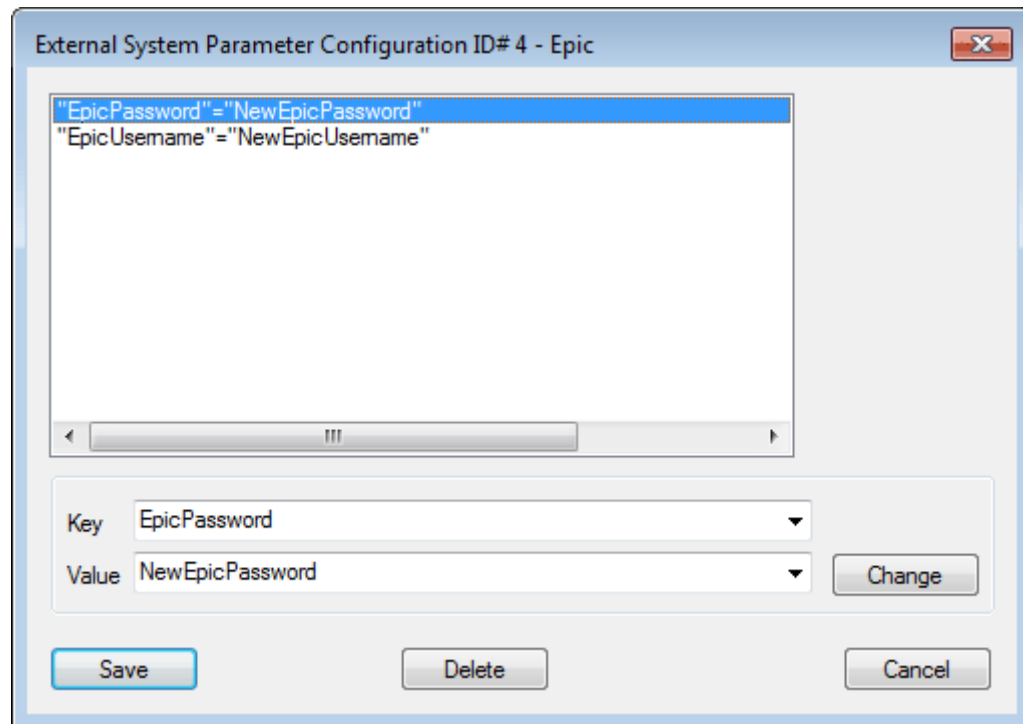 External System Parameter Configuration ID# 4 - Epic
"EpicPassword"="NewEpicPassword"
"EpicUsername"="NewEpicUsername"
Key EpicPassword
Value NewEpicPassword Change
Save Delete Cancel